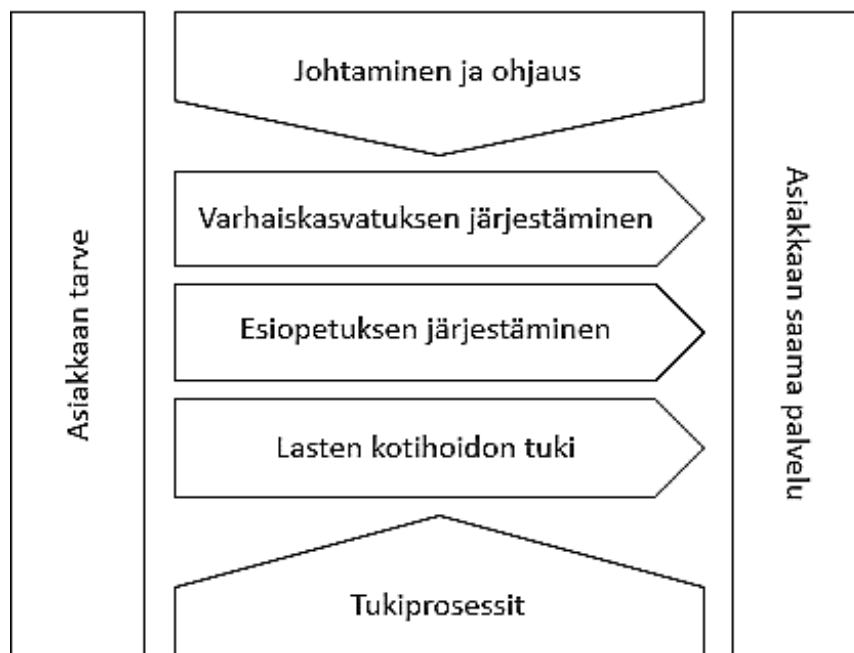 Johtaminen ja ohjaus
Asiakkaan tarve
Varhaiskasvatuksen järjestäminen
Esiopetuksen järjestäminen
Lasten kotihoidon tuki
Tukiprosessit
Asiakkaan saama palvelu